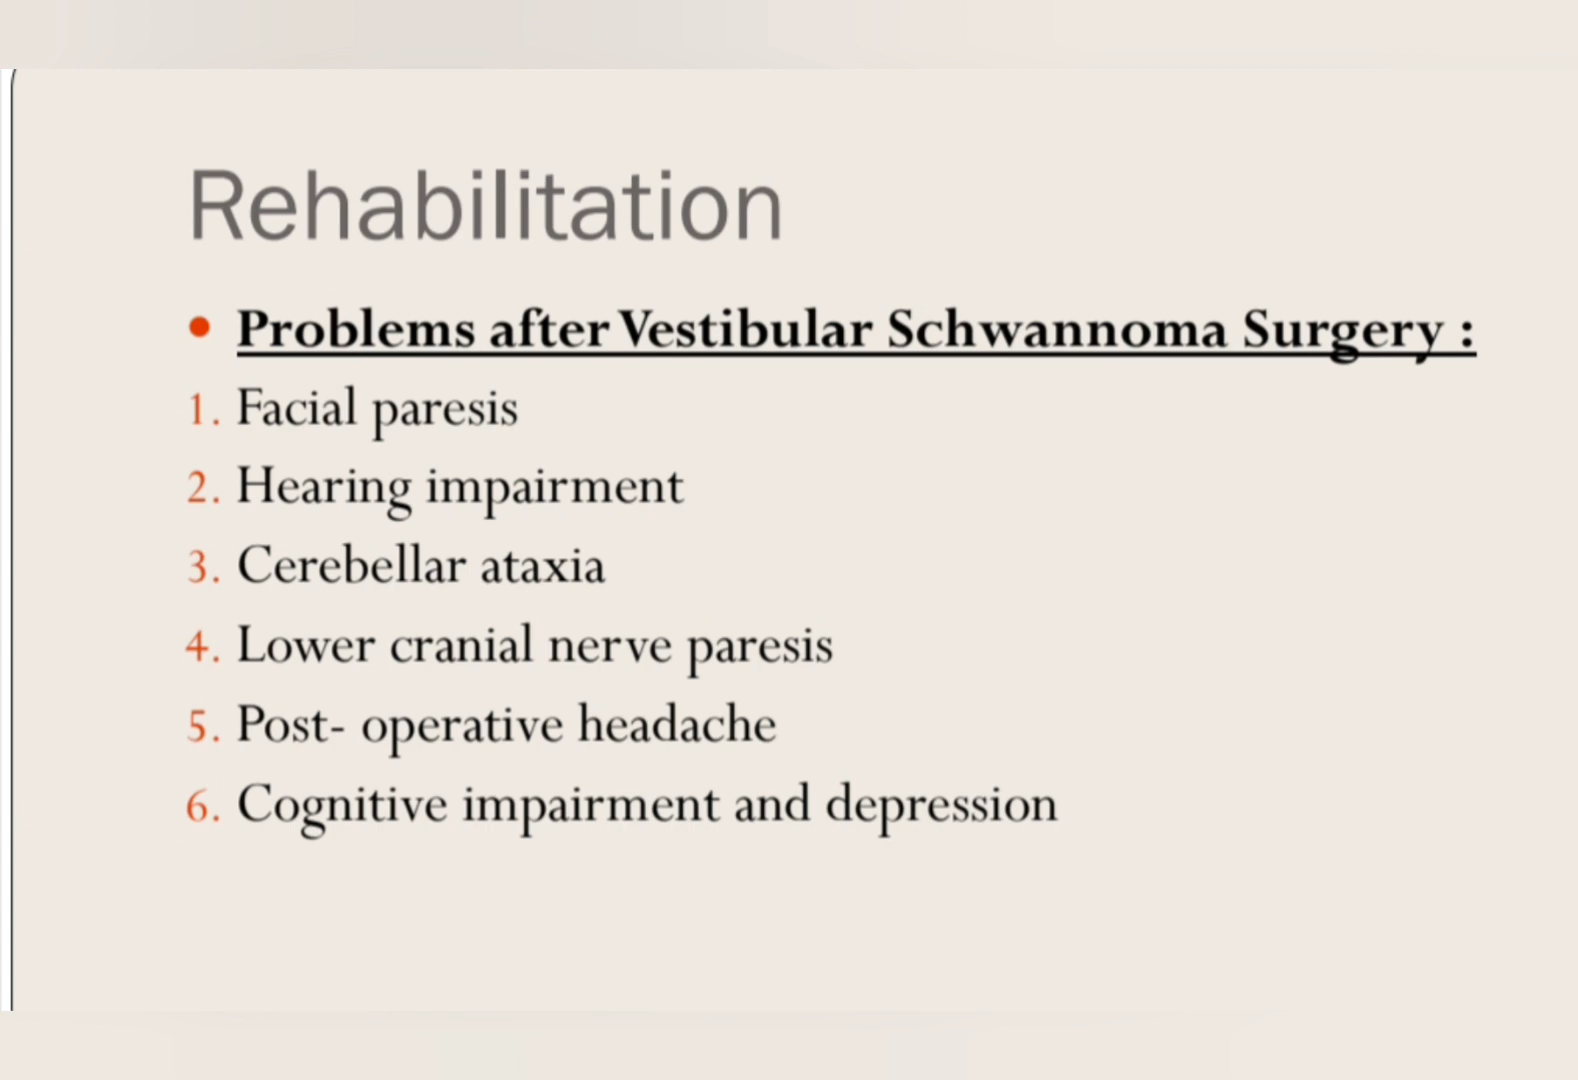 Rehabilitation
• Problems after Vestibular Schwannoma Surgery :
1. Facial paresis
2. Hearing impairment
3. Cerebellar ataxia
4. Lower cranial nerve paresis
5. Post- operative headache
6. Cognitive impairment and depression